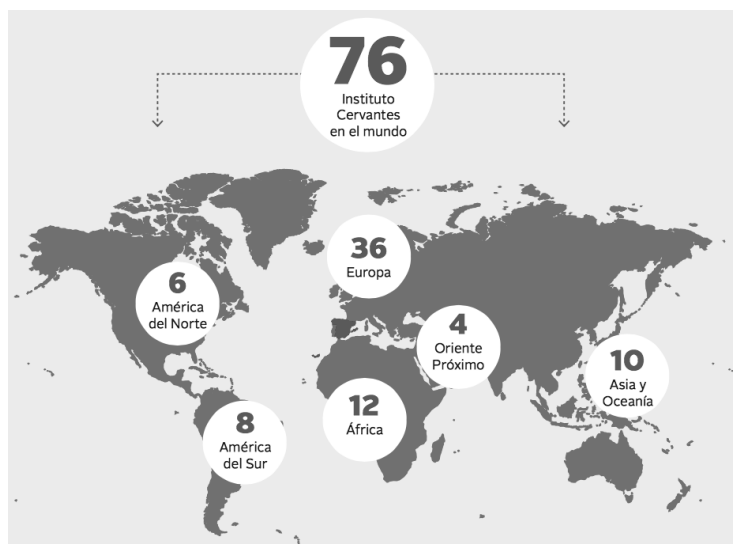 76
Instituto
Cervantes
en el mundo
36
Europa
6
América
del Norte
4
Oriente
Próximo
10
Asia y
Oceanía
12
África
8
América
del Sur